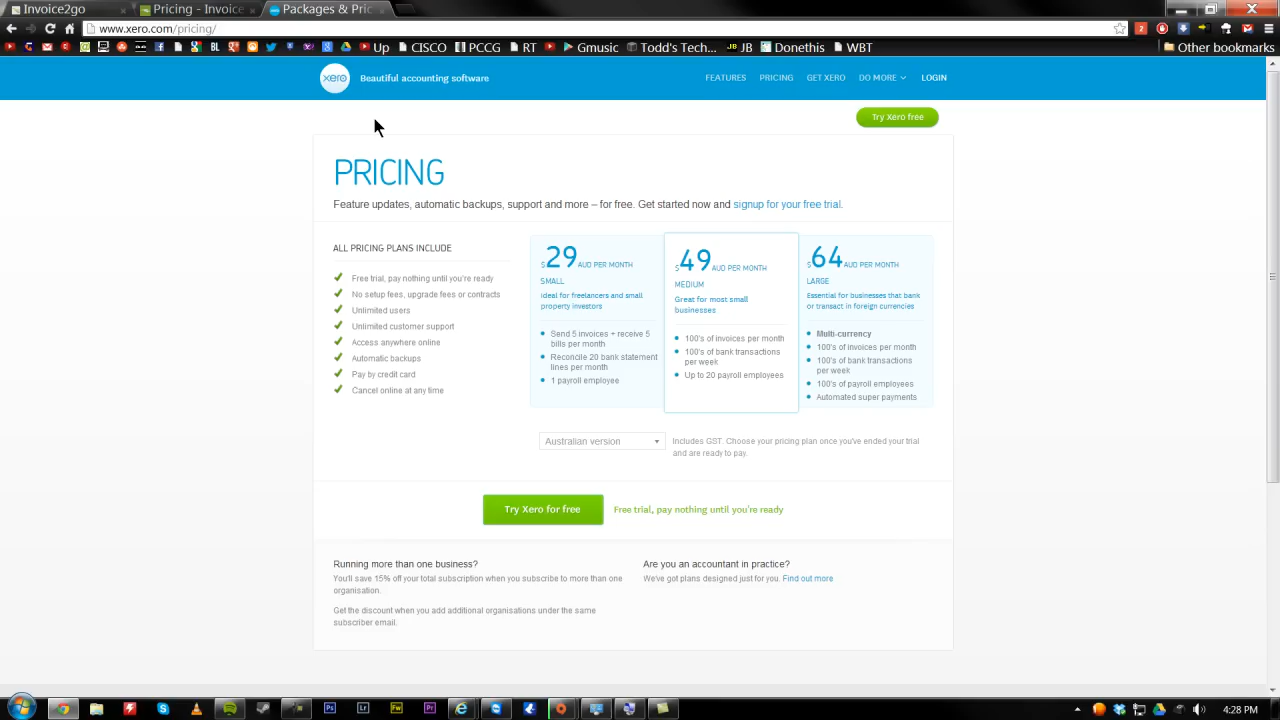 Invoice2go
Pricing - Invoice
Packages & Pri
www.xero.com/pricing/
Up
CISCO
PCCG
RT
Gmusic
Todd's Tech...
JB
Donethis
WBT
Other bookmarks
xero
Beautiful accounting software
FEATURES
PRICING
GET XERO
DO MORE
LOGIN
Try Xero free
PRICING
Feature updates, automatic backups, support and more – for free. Get started now and signup for your free trial.
ALL PRICING PLANS INCLUDE
Free trial, pay nothing until you're ready
No setup fees, upgrade fees or contracts
Unlimited users
Unlimited customer support
Access anywhere online
Automatic backups
Pay by credit card
Cancel online at any time
$29 AUD PER MONTH
SMALL
Ideal for freelancers and small
property investors
Send 5 invoices + receive 5
bills per month
Reconcile 20 bank statement
lines per month
1 payroll employee
$49 AUD PER MONTH
MEDIUM
Great for most small
businesses
100's of invoices per month
100's of bank transactions
per week
Up to 20 payroll employees
$64 AUD PER MONTH
LARGE
Essential for businesses that bank
or transact in foreign currencies
Multi-currency
100's of invoices per month
100's of bank transactions
per week
100's of payroll employees
Automated super payments
Australian version
Includes GST. Choose your pricing plan once you've ended your trial
and are ready to pay.
Try Xero for free
Free trial, pay nothing until you're ready
Running more than one business?
You'll save 15% off your total subscription when you subscribe to more than one
organisation.
Get the discount when you add additional organisations under the same
subscriber email.
Are you an accountant in practice?
We've got plans designed just for you. Find out more
Ps
Lr
Fw
Pr
4:28 PM